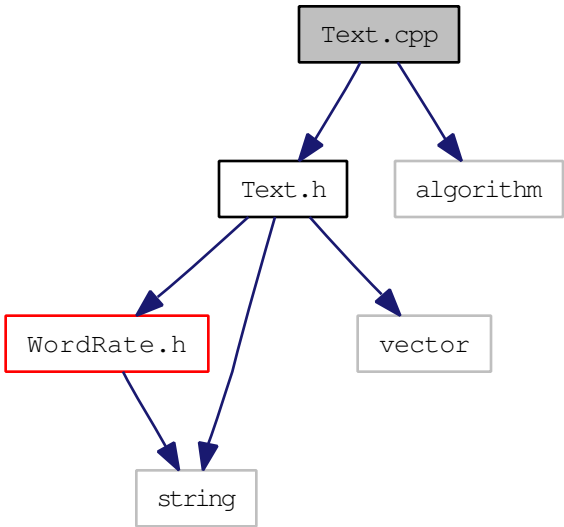 Text.cpp
Text.h
algorithm
WordRate.h
vector
string